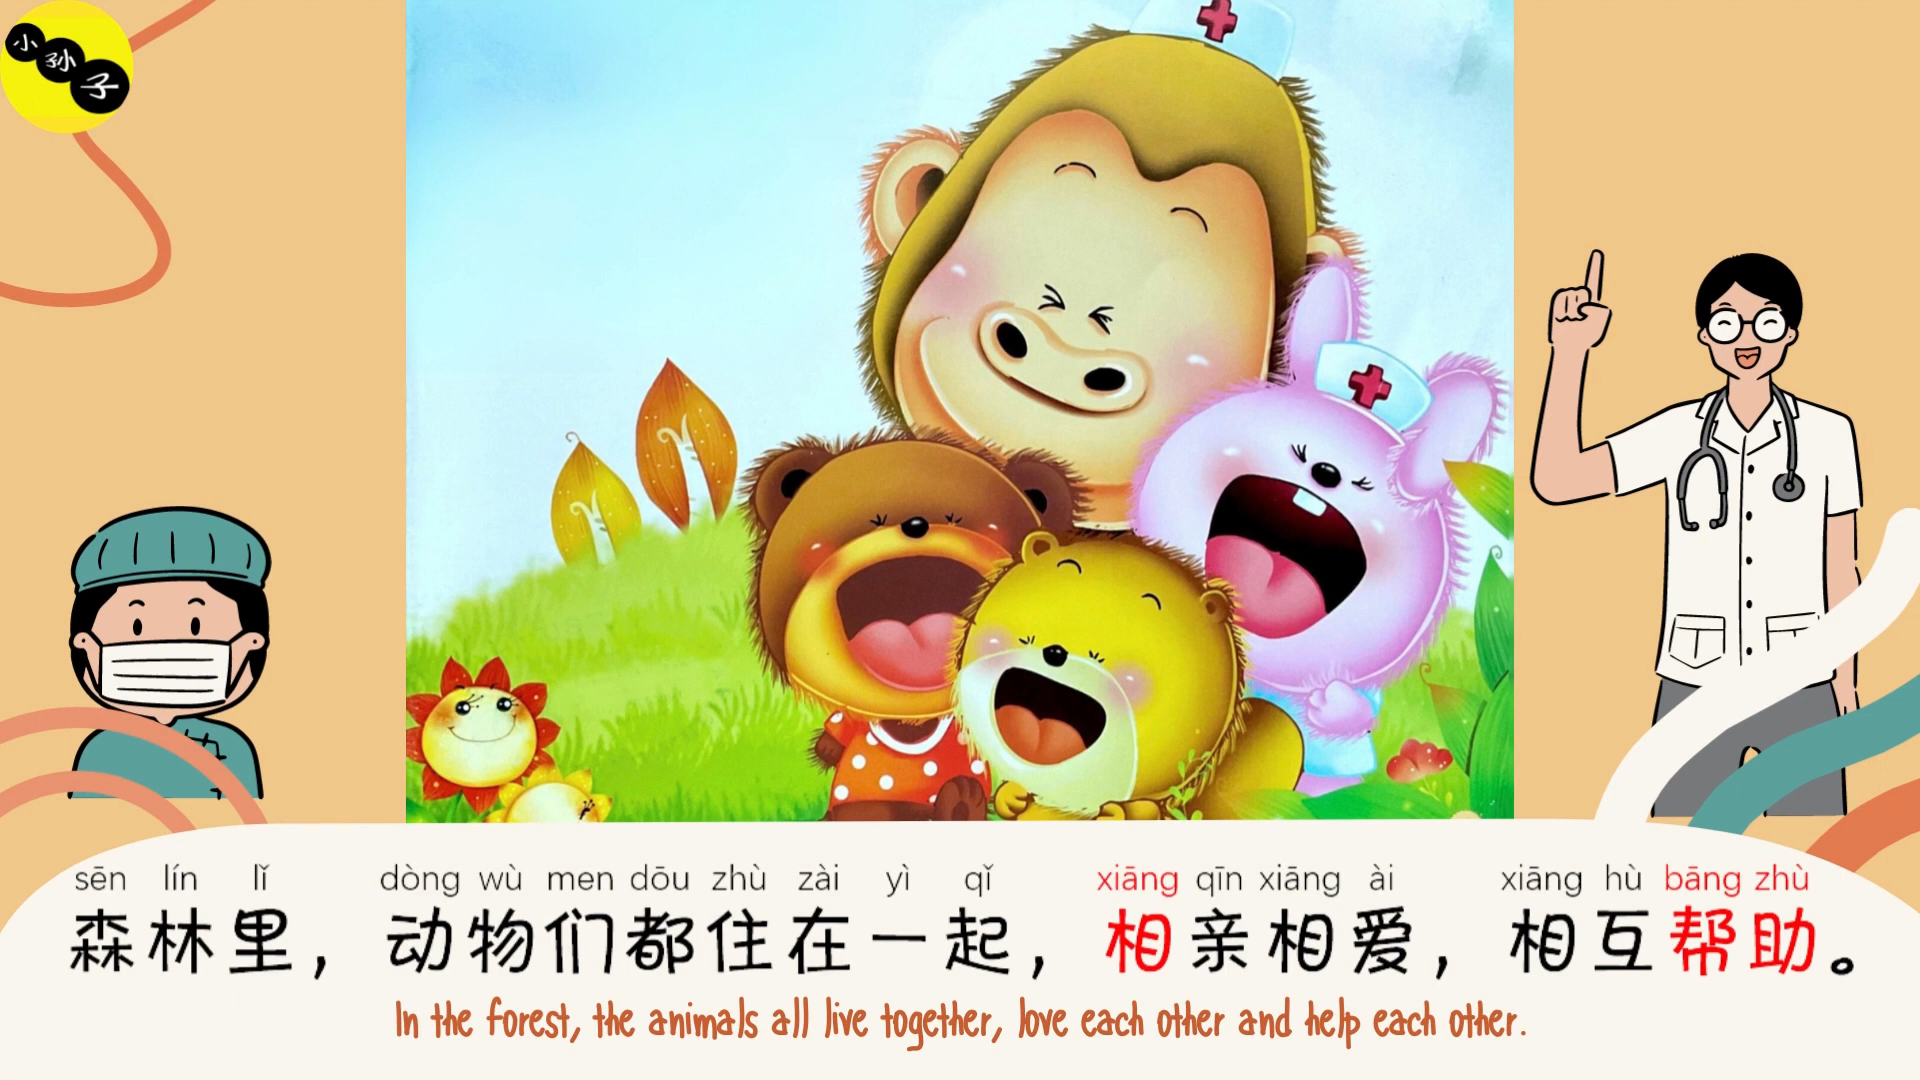 小孙子
sēn lín lǐ dòng wù men dōu zhù zài yì qǐ xiāng qīn xiāng ài xiāng hù bāng zhù
森林里，动物们都住在一起，相亲相爱，相互帮助。
In the forest, the animals all live together, love each other and help each other.